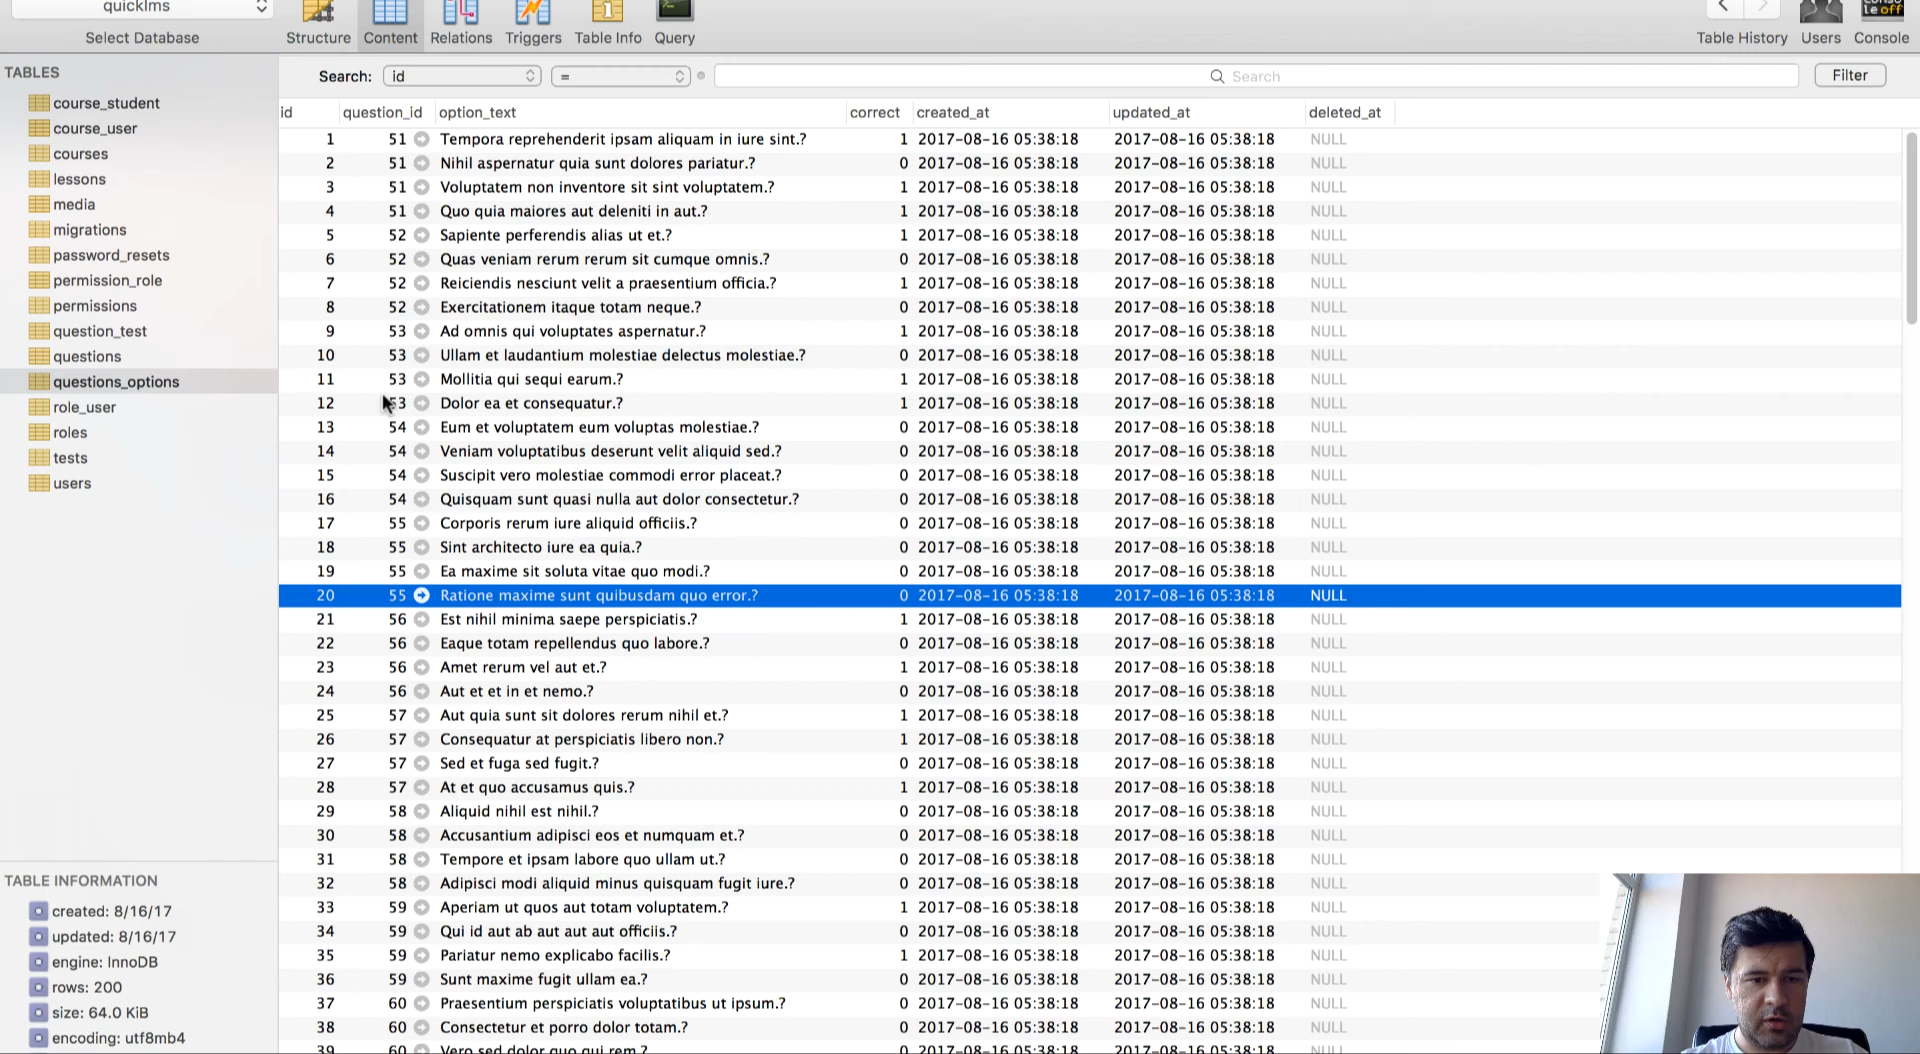 quicklms
Select Database
Structure Content Relations Triggers Table Info Query
Table History Users Console
TABLES
course_student
course_user
courses
lessons
media
migrations
password_resets
permission_role
permissions
question_test
questions
questions_options
role_user
roles
tests
users
TABLE INFORMATION
created: 8/16/17
updated: 8/16/17
engine: InnoDB
rows: 200
size: 64.0 KiB
encoding: utf8mb4
Search: id = Search Filter
id question_id option_text correct created_at updated_at deleted_at
1 51 Tempora reprehenderit ipsam aliquam in iure sint.? 1 2017-08-16 05:38:18 2017-08-16 05:38:18 NULL
2 51 Nihil aspernatur quia sunt dolores pariatur.? 0 2017-08-16 05:38:18 2017-08-16 05:38:18 NULL
3 51 Voluptatem non inventore sit sint voluptatem.? 1 2017-08-16 05:38:18 2017-08-16 05:38:18 NULL
4 51 Quo quia maiores aut deleniti in aut.? 1 2017-08-16 05:38:18 2017-08-16 05:38:18 NULL
5 52 Sapiente perferendis alias ut et.? 1 2017-08-16 05:38:18 2017-08-16 05:38:18 NULL
6 52 Quas veniam rerum rerum sit cumque omnis.? 0 2017-08-16 05:38:18 2017-08-16 05:38:18 NULL
7 52 Reiciendis nesciunt velit a praesentium officia.? 1 2017-08-16 05:38:18 2017-08-16 05:38:18 NULL
8 52 Exercitationem itaque totam neque.? 0 2017-08-16 05:38:18 2017-08-16 05:38:18 NULL
9 53 Ad omnis qui voluptates aspernatur.? 1 2017-08-16 05:38:18 2017-08-16 05:38:18 NULL
10 53 Ullam et laudantium molestiae delectus molestiae.? 0 2017-08-16 05:38:18 2017-08-16 05:38:18 NULL
11 53 Mollitia qui sequi earum.? 1 2017-08-16 05:38:18 2017-08-16 05:38:18 NULL
12 53 Dolor ea et consequatur.? 1 2017-08-16 05:38:18 2017-08-16 05:38:18 NULL
13 54 Eum et voluptatem eum voluptas molestiae.? 0 2017-08-16 05:38:18 2017-08-16 05:38:18 NULL
14 54 Veniam voluptatibus deserunt velit aliquid sed.? 0 2017-08-16 05:38:18 2017-08-16 05:38:18 NULL
15 54 Suscipit vero molestiae commodi error placeat.? 0 2017-08-16 05:38:18 2017-08-16 05:38:18 NULL
16 54 Quisquam sunt quasi nulla aut dolor consectetur.? 0 2017-08-16 05:38:18 2017-08-16 05:38:18 NULL
17 55 Corporis rerum iure aliquid officiis.? 0 2017-08-16 05:38:18 2017-08-16 05:38:18 NULL
18 55 Sint architecto iure ea quia.? 0 2017-08-16 05:38:18 2017-08-16 05:38:18 NULL
19 55 Ea maxime sit soluta vitae quo modi.? 0 2017-08-16 05:38:18 2017-08-16 05:38:18 NULL
20 55 Ratione maxime sunt quibusdam quo error.? 0 2017-08-16 05:38:18 2017-08-16 05:38:18 NULL
21 56 Est nihil minima saepe perspiciatis.? 1 2017-08-16 05:38:18 2017-08-16 05:38:18 NULL
22 56 Eaque totam repellendus quo labore.? 0 2017-08-16 05:38:18 2017-08-16 05:38:18 NULL
23 56 Amet rerum vel aut et.? 1 2017-08-16 05:38:18 2017-08-16 05:38:18 NULL
24 56 Aut et et in et nemo.? 0 2017-08-16 05:38:18 2017-08-16 05:38:18 NULL
25 57 Aut quia sunt sit dolores rerum nihil et.? 1 2017-08-16 05:38:18 2017-08-16 05:38:18 NULL
26 57 Consequatur at perspiciatis libero non.? 1 2017-08-16 05:38:18 2017-08-16 05:38:18 NULL
27 57 Sed et fuga sed fugit.? 0 2017-08-16 05:38:18 2017-08-16 05:38:18 NULL
28 57 At et quo accusamus quis.? 1 2017-08-16 05:38:18 2017-08-16 05:38:18 NULL
29 58 Aliquid nihil est nihil.? 0 2017-08-16 05:38:18 2017-08-16 05:38:18 NULL
30 58 Accusantium adipisci eos et numquam et.? 0 2017-08-16 05:38:18 2017-08-16 05:38:18 NULL
31 58 Tempore et ipsam labore quo ullam ut.? 0 2017-08-16 05:38:18 2017-08-16 05:38:18 NULL
32 58 Adipisci modi aliquid minus quisquam fugit iure.? 0 2017-08-16 05:38:18 2017-08-16 05:38:18 NULL
33 59 Aperiam ut quos aut totam voluptatem.? 1 2017-08-16 05:38:18 2017-08-16 05:38:18 NULL
34 59 Qui id aut ab aut aut aut officiis.? 0 2017-08-16 05:38:18 2017-08-16 05:38:18 NULL
35 59 Pariatur nemo explicabo facilis.? 1 2017-08-16 05:38:18 2017-08-16 05:38:18 NULL
36 59 Sunt maxime fugit ullam ea.? 0 2017-08-16 05:38:18 2017-08-16 05:38:18 NULL
37 60 Praesentium perspiciatis voluptatibus ut ipsum.? 0 2017-08-16 05:38:18 2017-08-16 05:38:18 NULL
38 60 Consectetur et porro dolor totam.? 0 2017-08-16 05:38:18 2017-08-16 05:38:18 NULL
39 60 Vero sed dolor quo qui rem.? 0 2017-08-16 05:38:18 2017-08-16 05:38:18 NULL